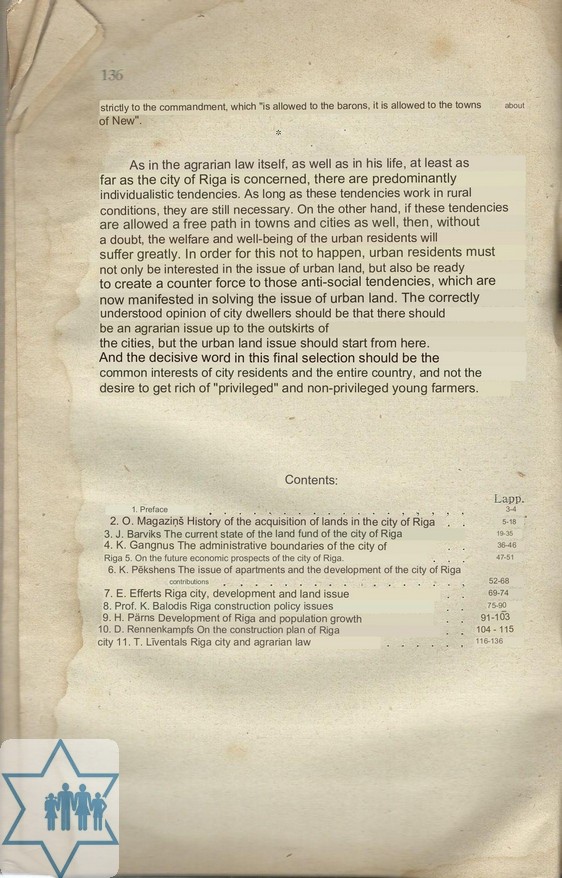 136
strictly to the commandment, which "is allowed to the barons, it is allowed to the towns about
of New".
*
As in the agrarian law itself, as well as in his life, at least as
far as the city of Riga is concerned, there are predominantly
individualistic tendencies. As long as these tendencies work in rural
conditions, they are still necessary. On the other hand, if these tendencies
are allowed a free path in towns and cities as well, then, without
a doubt, the welfare and well-being of the urban residents will
suffer greatly. In order for this not to happen, urban residents must
not only be interested in the issue of urban land, but also be ready
to create a counter force to those anti-social tendencies, which are
now manifested in solving the issue of urban land. The correctly
understood opinion of city dwellers should be that there should
be an agrarian issue up to the outskirts of
the cities, but the urban land issue should start from here.
And the decisive word in this final selection should be the
common interests of city residents and the entire country, and not the
desire to get rich of "privileged" and non-privileged young farmers.
Contents:
Lapp.
1. Preface . . . . . . . . . . . . . . . . . 3-4
2. O. Magaziņš History of the acquisition of lands in the city of Riga . . 5-18
3. J. Barviks The current state of the land fund of the city of Riga 19-35
4. K. Gangnus The administrative boundaries of the city of . . 36-46
Riga 5. On the future economic prospects of the city of Riga. . . 47-51
6. K. Pēkshens The issue of apartments and the development of the city of Riga
contributions . . . . . . . . . . . . . . . . 52-68
7. E. Efferts Riga city, development and land issue . . 69-74
8. Prof. K. Balodis Riga construction policy issues . . 75-90
9. H. Pärns Development of Riga and population growth . . 91-103
10. D. Rennenkampfs On the construction plan of Riga . . 104 - 115
city 11. T. Līventals Riga city and agrarian law . . . . . . 116-136